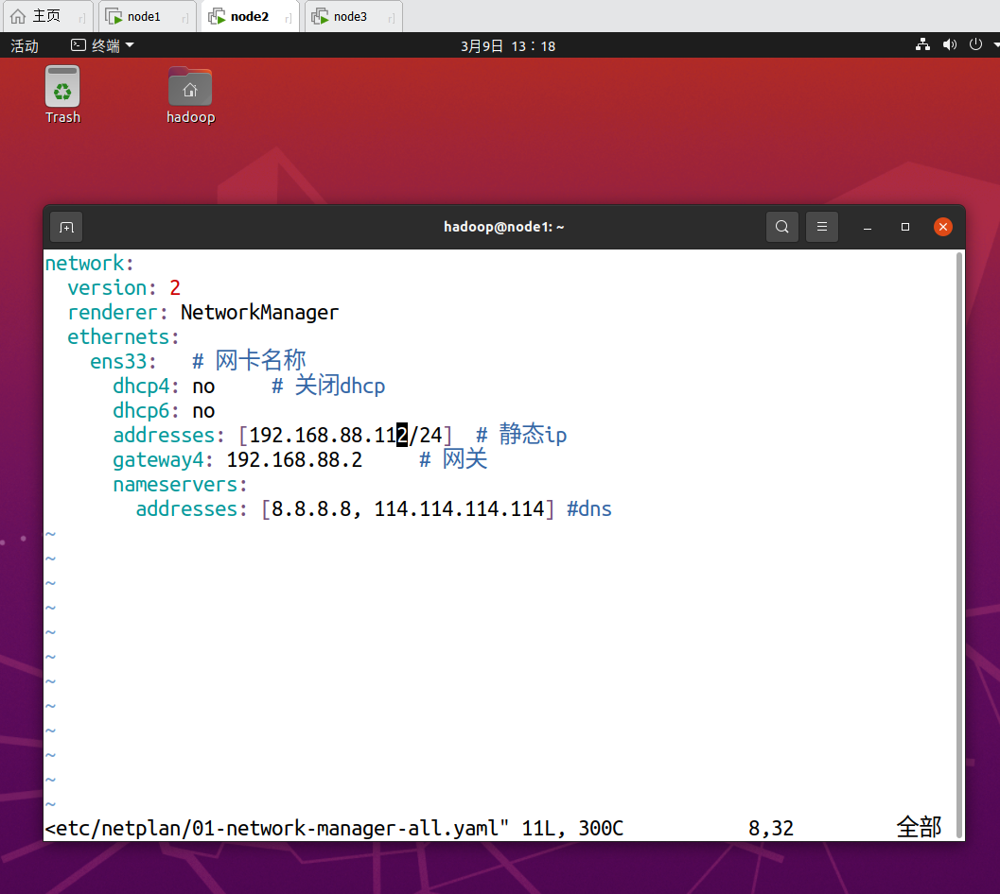 主页
node1
node2
node3
活动
终端
3月9日 13：18
Trash
hadoop
hadoop@node1: ~
network:
  version: 2
  renderer: NetworkManager
  ethernets:
    ens33:   # 网卡名称
      dhcp4: no     # 关闭dhcp
      dhcp6: no
      addresses: [192.168.88.112/24]  # 静态ip
      gateway4: 192.168.88.2     # 网关
      nameservers:
        addresses: [8.8.8.8, 114.114.114.114] #dns
~
~
~
~
~
~
~
~
~
~
~
~
<etc/netplan/01-network-manager-all.yaml" 11L, 300C 8,32 全部